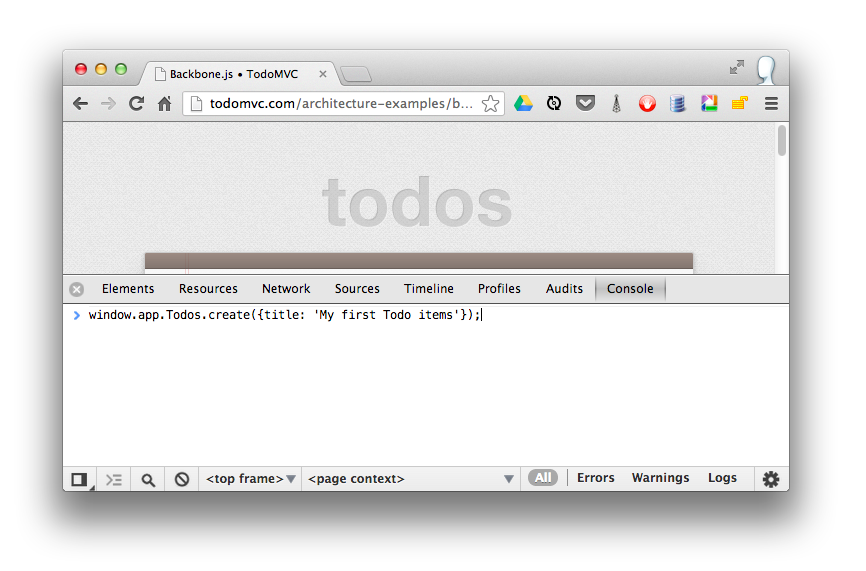 Backbone.js • TodoMVC
todomvc.com/architecture-examples/b...
todos
Elements Resources Network Sources Timeline Profiles Audits Console
window.app.Todos.create({title: 'My first Todo items'});
<top frame> <page context> All Errors Warnings Logs